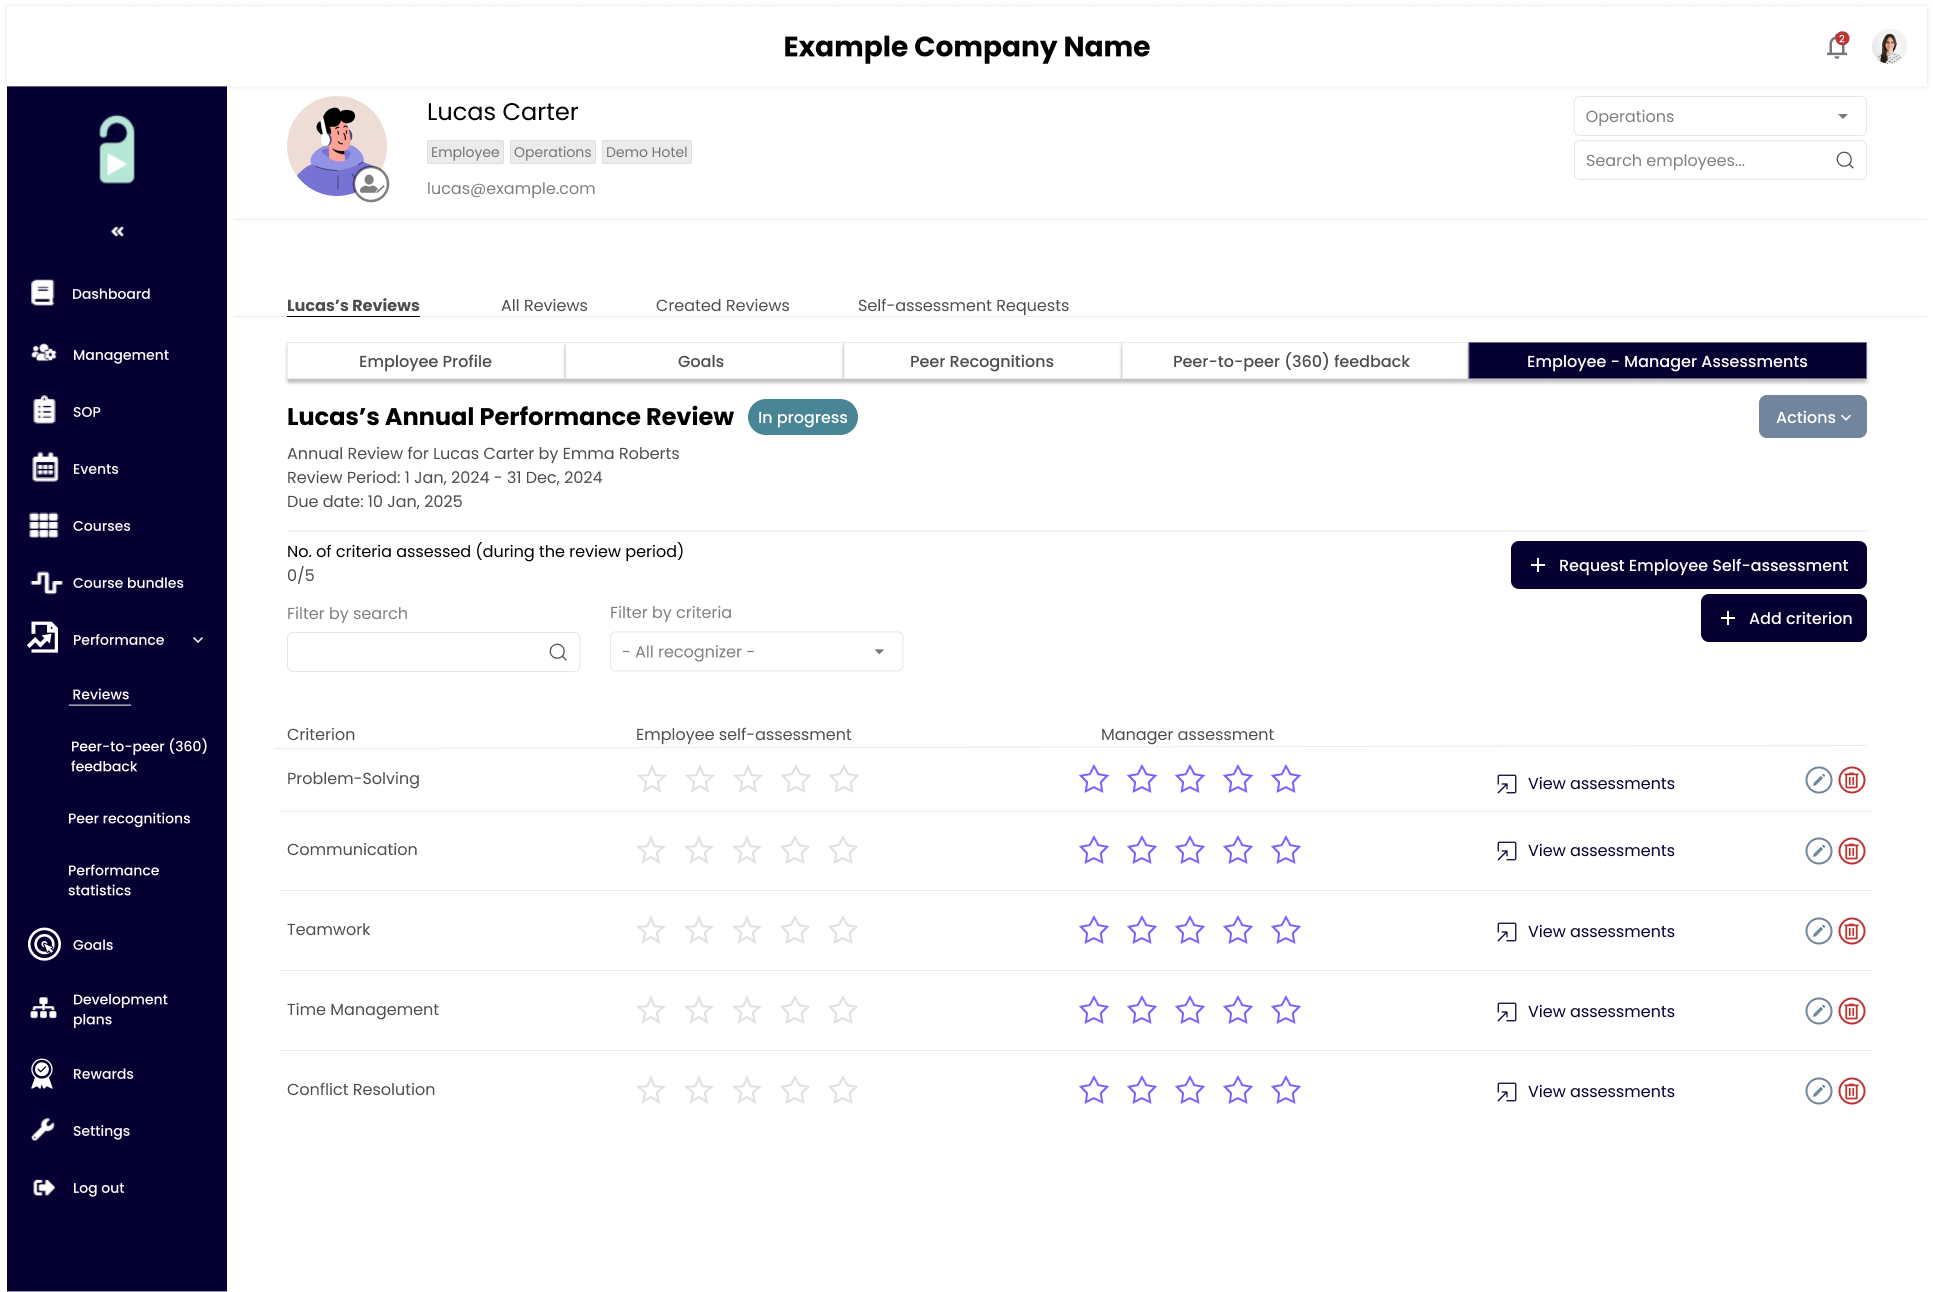 Example Company Name
2
Lucas Carter
Employee Operations Demo Hotel
lucas@example.com
Operations
Search employees...
«
Dashboard
Management
SOP
Events
Courses
Course bundles
Performance
Reviews
Peer-to-peer (360)
feedback
Peer recognitions
Performance
statistics
Goals
Development
plans
Rewards
Settings
Log out
Lucas’s Reviews All Reviews Created Reviews Self-assessment Requests
Employee Profile Goals Peer Recognitions Peer-to-peer (360) feedback Employee - Manager Assessments
Lucas’s Annual Performance Review In progress Actions
Annual Review for Lucas Carter by Emma Roberts
Review Period: 1 Jan, 2024 - 31 Dec, 2024
Due date: 10 Jan, 2025
No. of criteria assessed (during the review period)
0/5
+ Request Employee Self-assessment
+ Add criterion
Filter by search Filter by criteria
- All recognizer -
Criterion Employee self-assessment Manager assessment
Problem-Solving View assessments
Communication View assessments
Teamwork View assessments
Time Management View assessments
Conflict Resolution View assessments